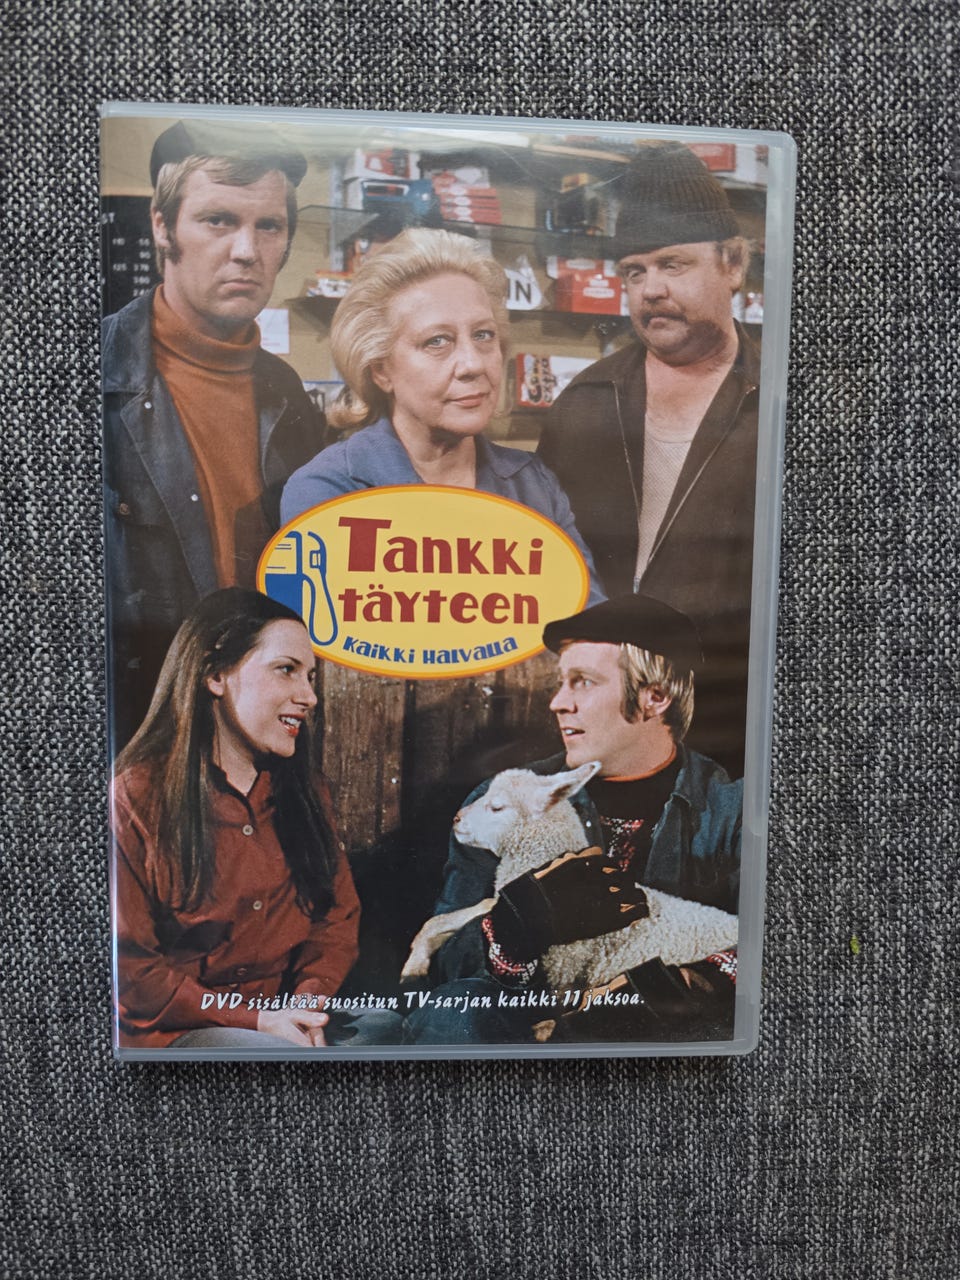 Tankki
täyteen
KAIKKI HALVALLA
DVD sisältää suositun TV-sarjan kaikki 11 jaksoa.